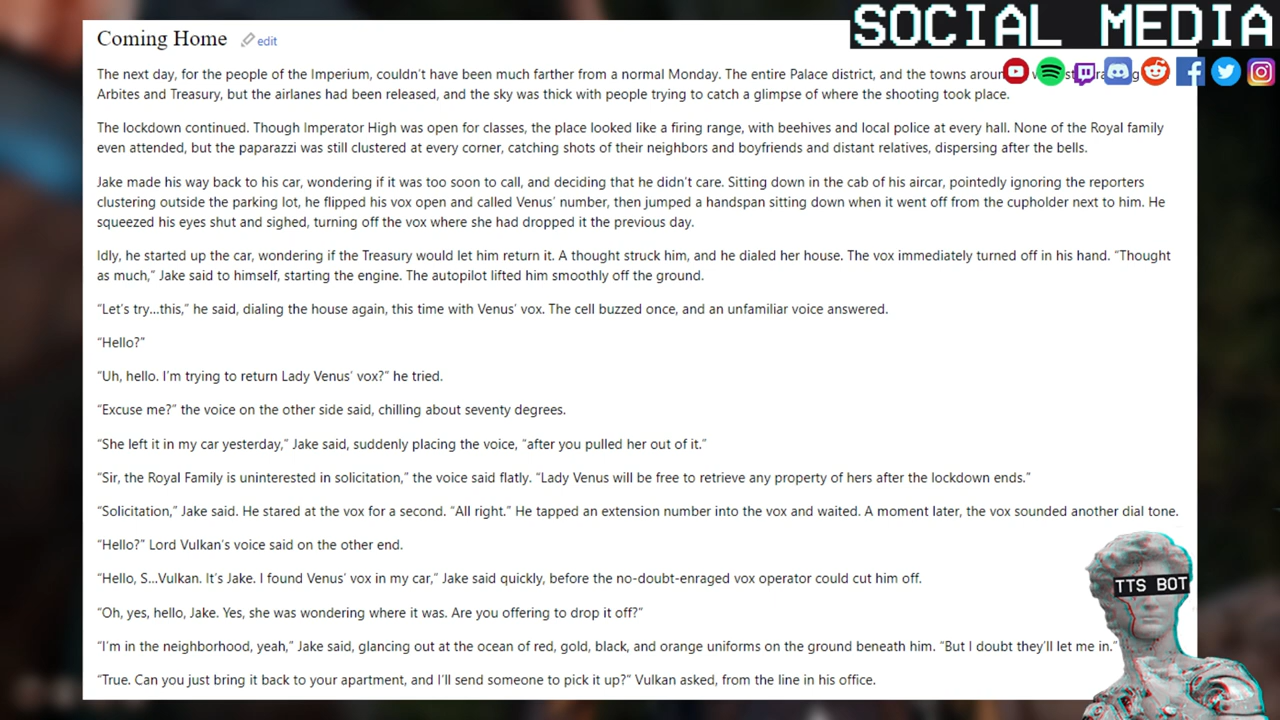 SOCIAL MEDIA
Coming Home edit
The next day, for the people of the Imperium, couldn’t have been much farther from a normal Monday. The entire Palace district, and the towns
Arbites and Treasury, but the airlanes had been released, and the sky was thick with people trying to catch a glimpse of where the shooting took place.
The lockdown continued. Though Imperator High was open for classes, the place looked like a firing range, with beehives and local police at every hall. None of the Royal family
even attended, but the paparazzi was still clustered at every corner, catching shots of their neighbors and boyfriends and distant relatives, dispersing after the bells.
Jake made his way back to his car, wondering if it was too soon to call, and deciding that he didn’t care. Sitting down in the cab of his aircar, pointedly ignoring the reporters
clustering outside the parking lot, he flipped his vox open and called Venus’ number, then jumped a handspan sitting down when it went off from the cupholder next to him. He
squeezed his eyes shut and sighed, turning off the vox where she had dropped it the previous day.
Idly, he started up the car, wondering if the Treasury would let him return it. A thought struck him, and he dialed her house. The vox immediately turned off in his hand. “Thought
as much,” Jake said to himself, starting the engine. The autopilot lifted him smoothly off the ground.
“Let’s try…this,” he said, dialing the house again, this time with Venus’ vox. The cell buzzed once, and an unfamiliar voice answered.
“Hello?”
“Uh, hello. I’m trying to return Lady Venus’ vox?” he tried.
“Excuse me?” the voice on the other side said, chilling about seventy degrees.
“She left it in my car yesterday,” Jake said, suddenly placing the voice, “after you pulled her out of it.”
“Sir, the Royal Family is uninterested in solicitation,” the voice said flatly. “Lady Venus will be free to retrieve any property of hers after the lockdown ends.”
“Solicitation,” Jake said. He stared at the vox for a second. “All right.” He tapped an extension number into the vox and waited. A moment later, the vox sounded another dial tone.
“Hello?” Lord Vulkan’s voice said on the other end.
“Hello, S…Vulkan. It’s Jake. I found Venus’ vox in my car,” Jake said quickly, before the no-doubt-enraged vox operator could cut him off.
“Oh, yes, hello, Jake. Yes, she was wondering where it was. Are you offering to drop it off?”
“I’m in the neighborhood, yeah,” Jake said, glancing out at the ocean of red, gold, black, and orange uniforms on the ground beneath him. “But I doubt they’ll let me in.”
“True. Can you just bring it back to your apartment, and I’ll send someone to pick it up?” Vulkan asked, from the line in his office.
TTS BOT